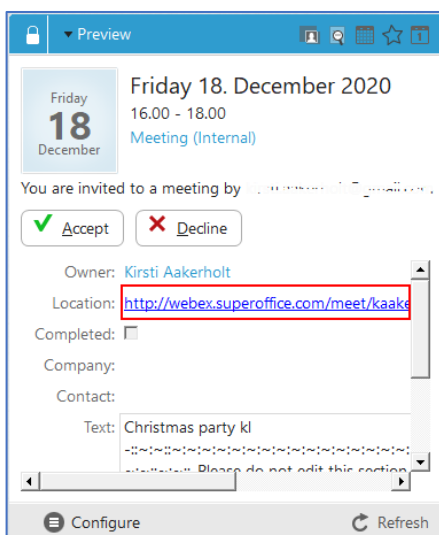 Preview
Friday 18. December 2020
Friday
18
December
16.00 - 18.00
Meeting (Internal)
You are invited to a meeting by
Accept
Decline
Owner: Kirsti Aakerholt
Location: http://webex.superoffice.com/meet/kaake
Completed:
Company:
Contact:
Text: Christmas party kl
-::~:~::~:~:~:~:~:~:~:~:~:~:~:~:~:~:~:~:
Please do not edit this section
Configure
Refresh